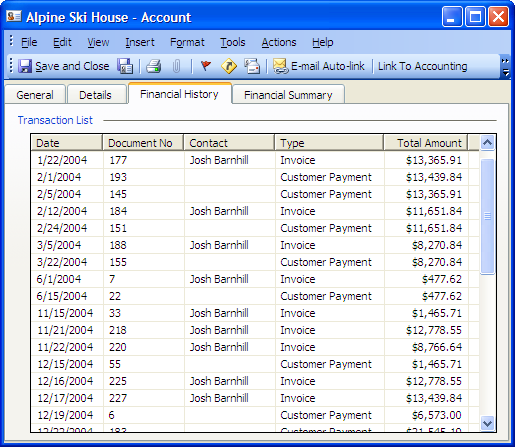 Alpine Ski House - Account
File Edit View Insert Format Tools Actions Help
Save and Close E-mail Auto-link Link To Accounting
General Details Financial History Financial Summary
Transaction List
Date Document No Contact Type Total Amount
1/22/2004 177 Josh Barnhill Invoice $13,365.91
2/1/2004 193 Customer Payment $13,439.84
2/5/2004 145 Customer Payment $13,365.91
2/12/2004 184 Josh Barnhill Invoice $11,651.84
2/24/2004 151 Customer Payment $11,651.84
3/5/2004 188 Josh Barnhill Invoice $8,270.84
3/22/2004 155 Customer Payment $8,270.84
6/1/2004 7 Josh Barnhill Invoice $477.62
6/15/2004 22 Customer Payment $477.62
11/15/2004 33 Josh Barnhill Invoice $1,465.71
11/21/2004 218 Josh Barnhill Invoice $12,778.55
11/22/2004 220 Josh Barnhill Invoice $8,766.64
12/15/2004 55 Customer Payment $1,465.71
12/16/2004 225 Josh Barnhill Invoice $12,778.55
12/17/2004 227 Josh Barnhill Invoice $13,439.84
12/19/2004 6 Customer Payment $6,573.00
Customer Payment